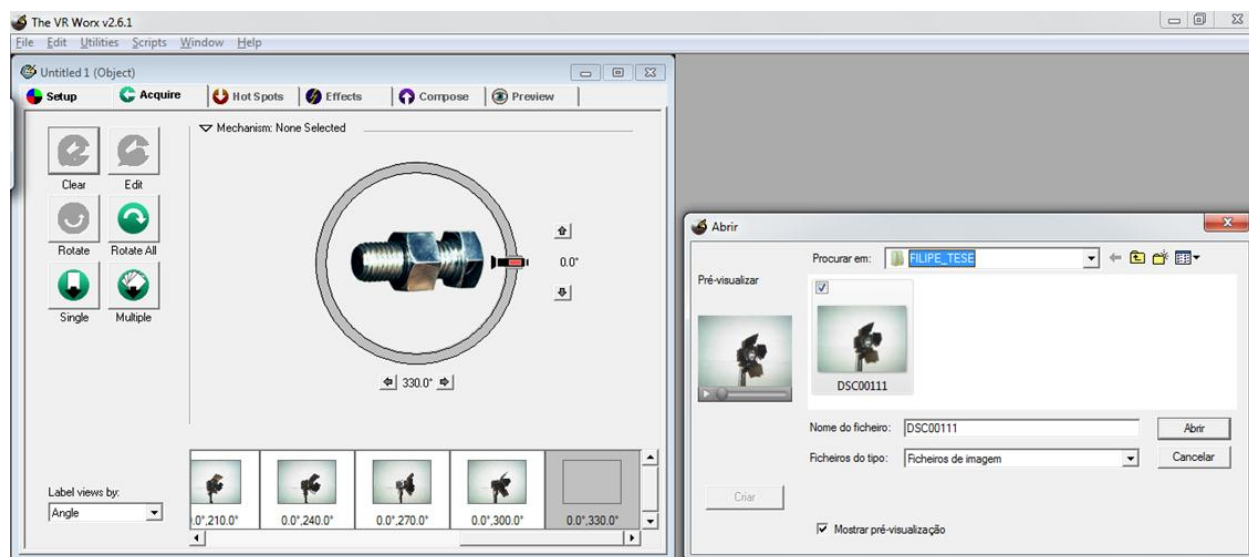 The VR Worx v2.6.1
File Edit Utilities Scripts Window Help
Untitled 1 (Object)
Setup Acquire Hot Spots Effects Compose Preview
Mechanism: None Selected
Clear Edit
Rotate Rotate All
Single Multiple
0.0°
330.0°
Label views by:
Angle
0.0°,210.0° 0.0°,240.0° 0.0°,270.0° 0.0°,300.0° 0.0°,330.0°
Abrir
Procurar em: FILIPE_TESE
Pré-visualizar
DSC00111
Nome do ficheiro: DSC00111 Abrir
Ficheiros do tipo: Ficheiros de imagem Cancelar
Criar
Mostrar pré-visualização